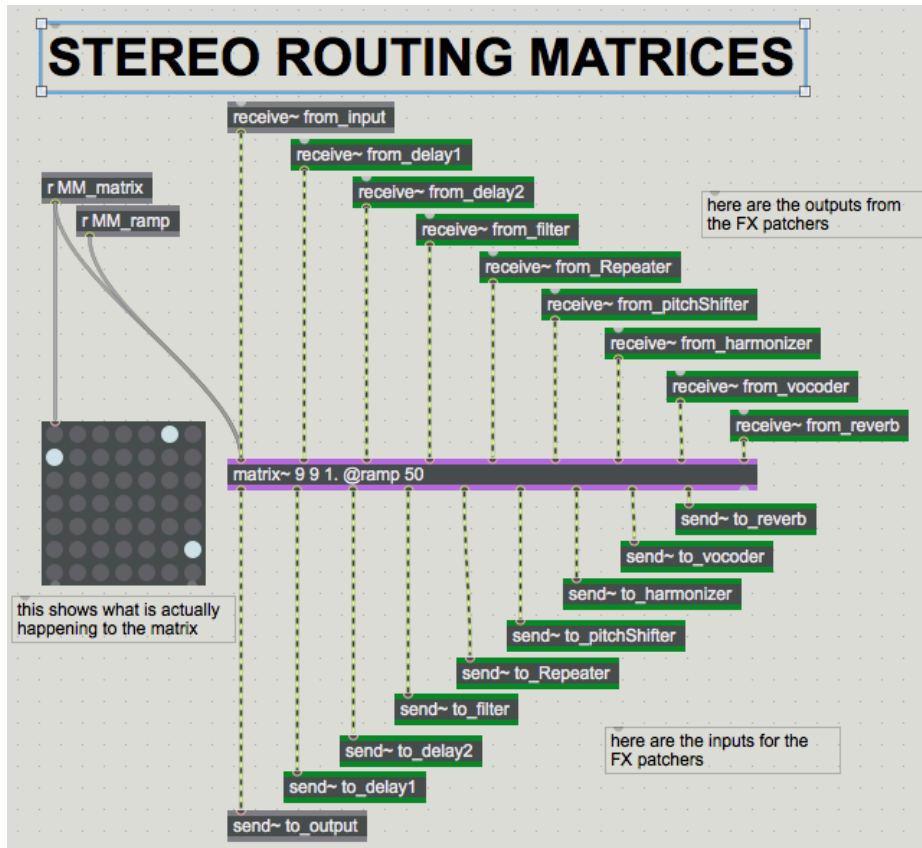 STEREO ROUTING MATRICES
receive~ from_input
receive~ from_delay1
r MM_matrix
receive~ from_delay2
here are the outputs from
the FX patchers
r MM_ramp
receive~ from_filter
receive~ from_Repeater
receive~ from_pitchShifter
receive~ from_harmonizer
receive~ from_vocoder
receive~ from_reverb
matrix~ 9 9 1. @ramp 50
send~ to_reverb
send~ to_vocoder
send~ to_harmonizer
this shows what is actually
happening to the matrix
send~ to_pitchShifter
send~ to_Repeater
send~ to_filter
here are the inputs for the
FX patchers
send~ to_delay2
send~ to_delay1
send~ to_output